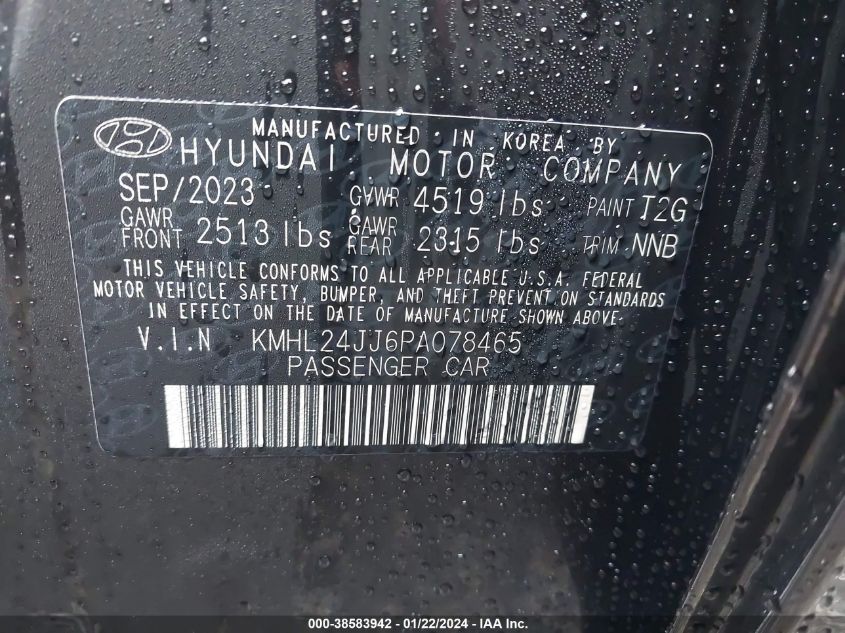 MANUFACTURED IN KOREA BY
HYUNDAI MOTOR COMPANY
SEP/2023 GVWR 4519 lbs PAINT T2G
GAWR FRONT 2513 lbs GAWR REAR 2315 lbs TRIM NNB
THIS VEHICLE CONFORMS TO ALL APPLICABLE U.S.A. FEDERAL
MOTOR VEHICLE SAFETY, BUMPER, AND THEFT PREVENTION STANDARDS
IN EFFECT ON THE DATE OF MANUFACTURE SHOWN ABOVE.
V.I.N KMHL24JJ6PA078465
PASSENGER CAR
000-38583942 - 01/22/2024 - IAA Inc.